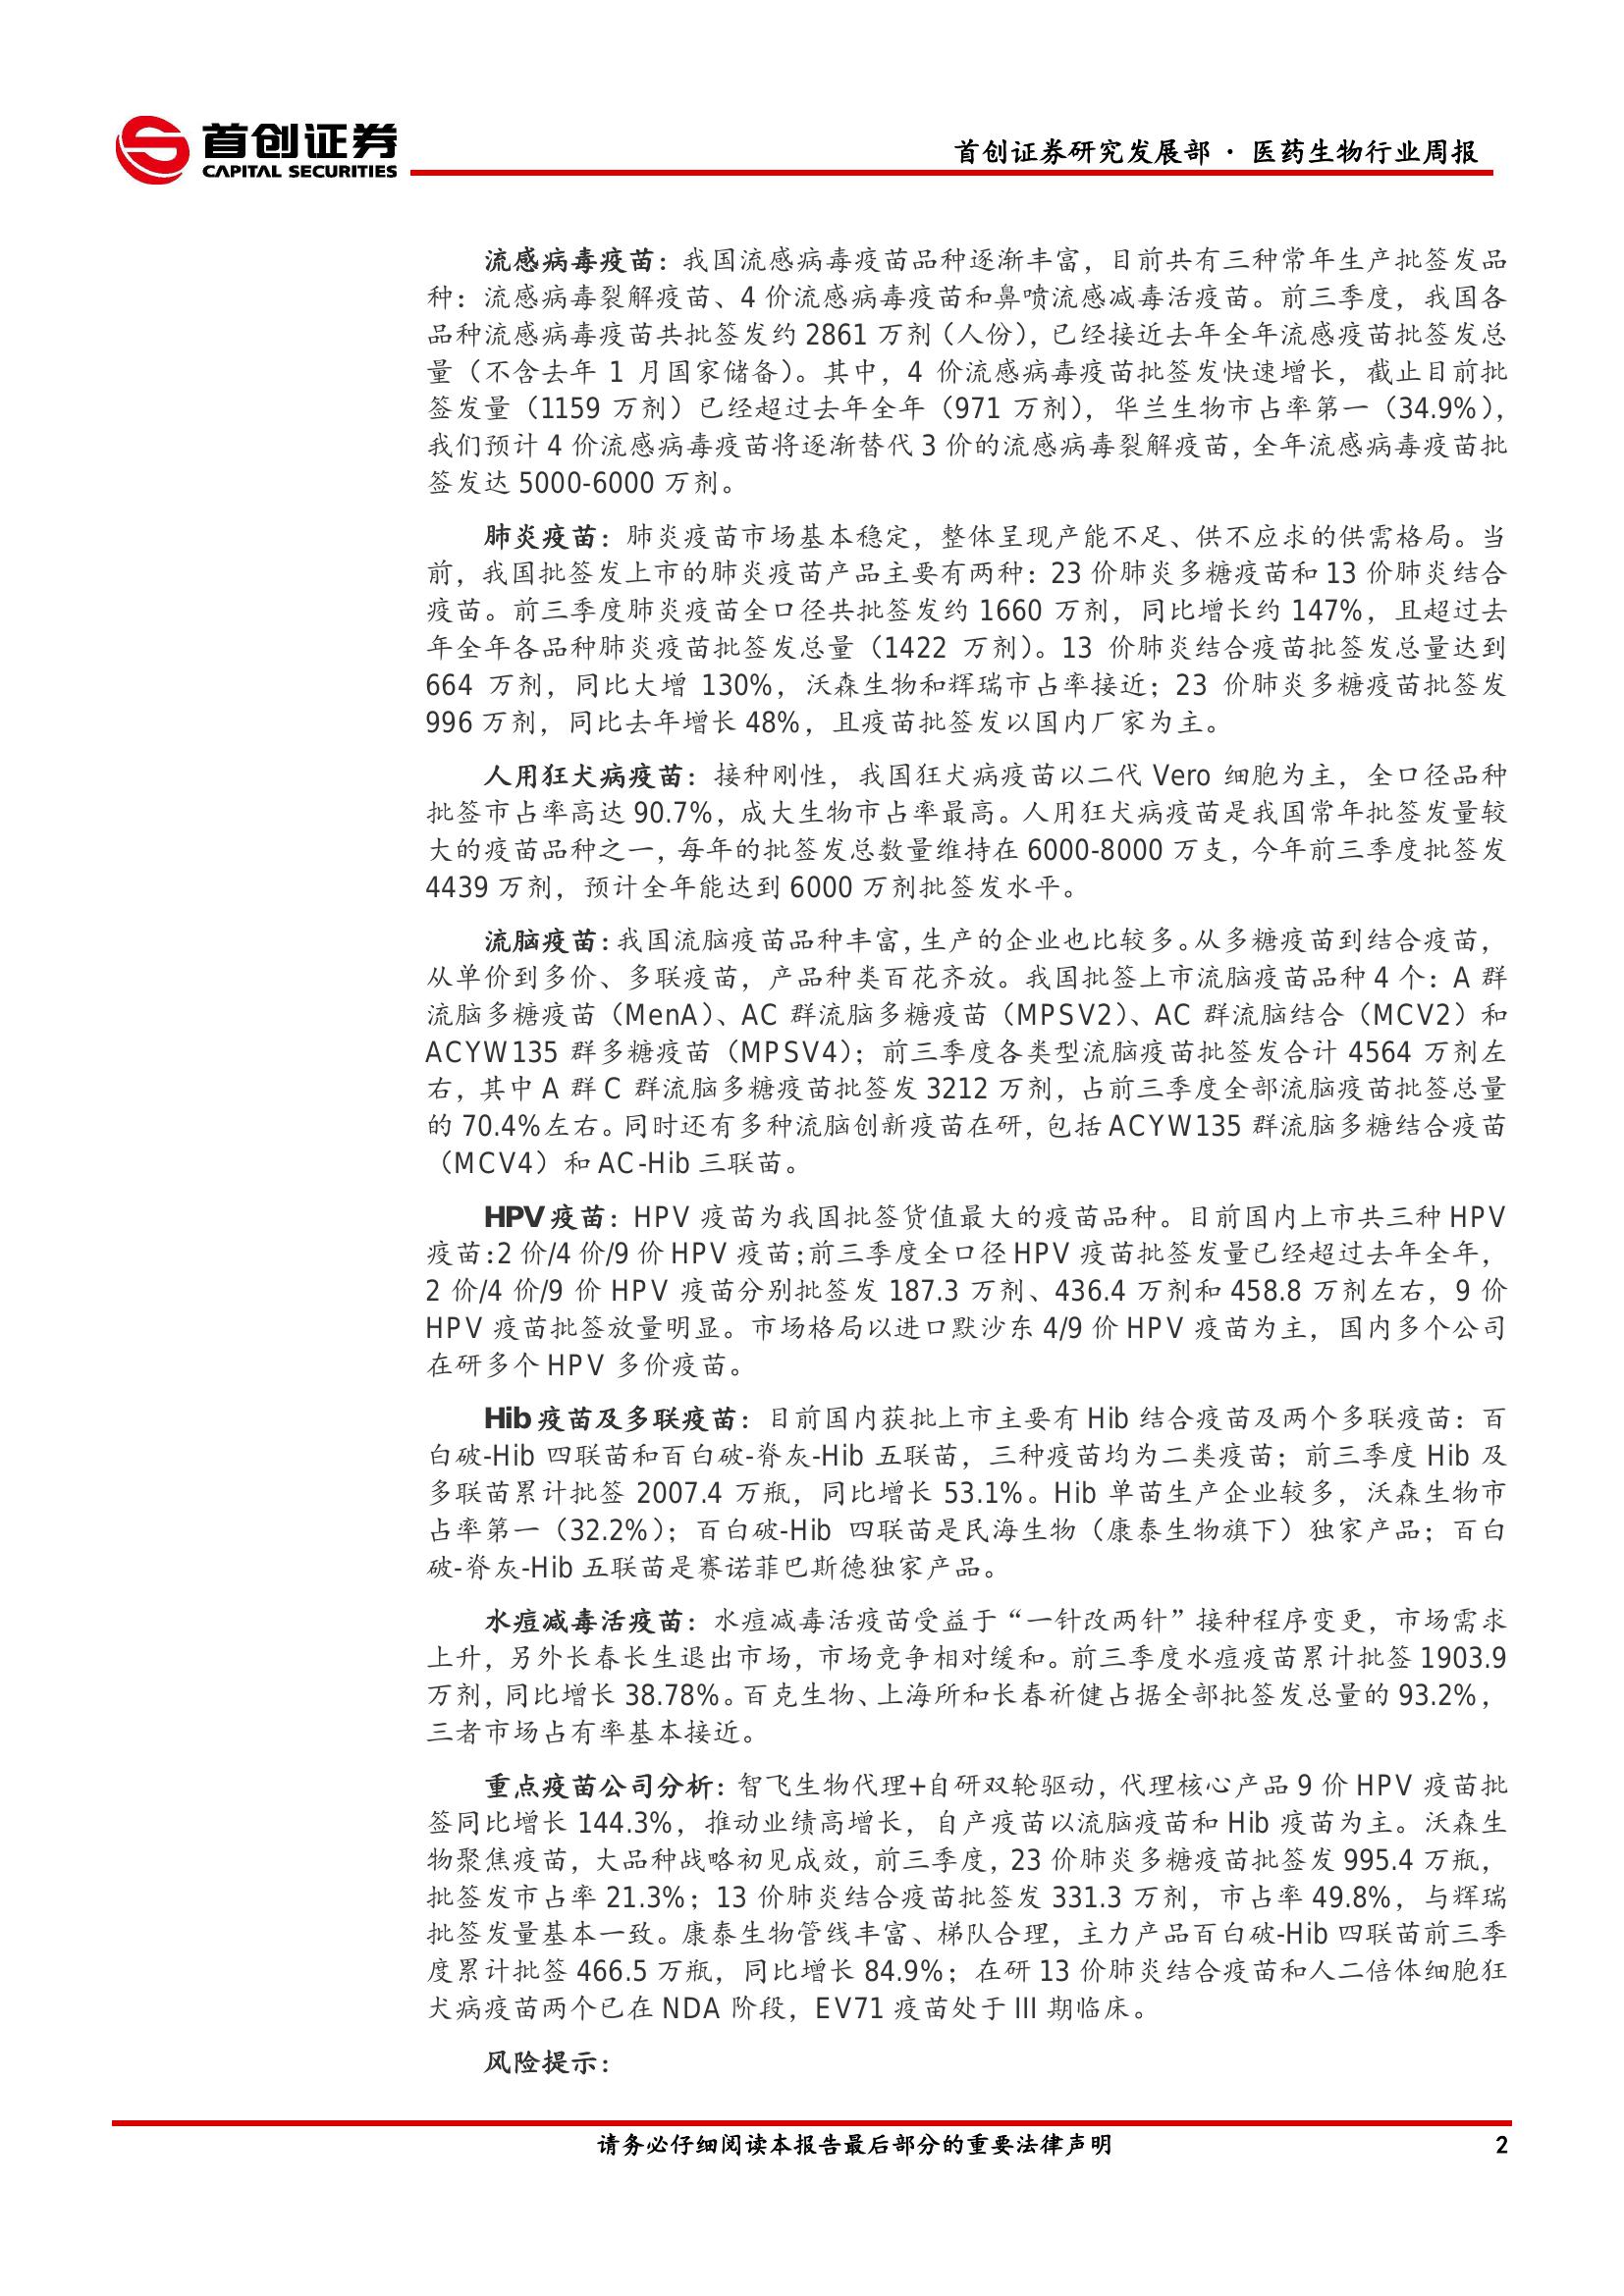 首创证券
CAPITAL SECURITIES
首创证券研究发展部 · 医药生物行业周报
流感病毒疫苗：我国流感病毒疫苗品种逐渐丰富，目前共有三种常年生产批签发品
种：流感病毒裂解疫苗、4 价流感病毒疫苗和鼻喷流感减毒活疫苗。前三季度，我国各
品种流感病毒疫苗共批签发约 2861 万剂（人份），已经接近去年全年流感疫苗批签发总
量（不含去年 1 月国家储备）。其中，4 价流感病毒疫苗批签发快速增长，截止目前批
签发量（1159 万剂）已经超过去年全年（971 万剂），华兰生物市占率第一（34.9%），
我们预计 4 价流感病毒疫苗将逐渐替代 3 价的流感病毒裂解疫苗，全年流感病毒疫苗批
签发达 5000-6000 万剂。
肺炎疫苗：肺炎疫苗市场基本稳定，整体呈现产能不足、供不应求的供需格局。当
前，我国批签发上市的肺炎疫苗产品主要有两种：23 价肺炎多糖疫苗和 13 价肺炎结合
疫苗。前三季度肺炎疫苗全口径共批签发约 1660 万剂，同比增长约 147%，且超过去
年全年各品种肺炎疫苗批签发总量（1422 万剂）。13 价肺炎结合疫苗批签发总量达到
664 万剂，同比大增 130%，沃森生物和辉瑞市占率接近；23 价肺炎多糖疫苗批签发
996 万剂，同比去年增长 48%，且疫苗批签发以国内厂家为主。
人用狂犬病疫苗：接种刚性，我国狂犬病疫苗以二代 Vero 细胞为主，全口径品种
批签市占率高达 90.7%，成大生物市占率最高。人用狂犬病疫苗是我国常年批签发量较
大的疫苗品种之一，每年的批签发总数量维持在 6000-8000 万支，今年前三季度批签发
4439 万剂，预计全年能达到 6000 万剂批签发水平。
流脑疫苗：我国流脑疫苗品种丰富，生产的企业也比较多。从多糖疫苗到结合疫苗，
从单价到多价、多联疫苗，产品种类百花齐放。我国批签上市流脑疫苗品种 4 个：A 群
流脑多糖疫苗（MenA）、AC 群流脑多糖疫苗（MPSV2）、AC 群流脑结合（MCV2）和
ACYW135 群多糖疫苗（MPSV4）；前三季度各类型流脑疫苗批签发合计 4564 万剂左
右，其中 A 群 C 群流脑多糖疫苗批签发 3212 万剂，占前三季度全部流脑疫苗批签总量
的 70.4%左右。同时还有多种流脑创新疫苗在研，包括 ACYW135 群流脑多糖结合疫苗
（MCV4）和 AC-Hib 三联苗。
HPV 疫苗：HPV 疫苗为我国批签货值最大的疫苗品种。目前国内上市共三种 HPV
疫苗：2 价/4 价/9 价 HPV 疫苗；前三季度全口径 HPV 疫苗批签发量已经超过去年全年，
2 价/4 价/9 价 HPV 疫苗分别批签发 187.3 万剂、436.4 万剂和 458.8 万剂左右，9 价
HPV 疫苗批签放量明显。市场格局以进口默沙东 4/9 价 HPV 疫苗为主，国内多个公司
在研多个 HPV 多价疫苗。
Hib 疫苗及多联疫苗：目前国内获批上市主要有 Hib 结合疫苗及两个多联疫苗：百
白破-Hib 四联苗和百白破-脊灰-Hib 五联苗，三种疫苗均为二类疫苗；前三季度 Hib 及
多联苗累计批签 2007.4 万瓶，同比增长 53.1%。Hib 单苗生产企业较多，沃森生物市
占率第一（32.2%）；百白破-Hib 四联苗是民海生物（康泰生物旗下）独家产品；百白
破-脊灰-Hib 五联苗是赛诺菲巴斯德独家产品。
水痘减毒活疫苗：水痘减毒活疫苗受益于“一针改两针”接种程序变更，市场需求
上升，另外长春长生退出市场，市场竞争相对缓和。前三季度水痘疫苗累计批签 1903.9
万剂，同比增长 38.78%。百克生物、上海所和长春祈健占据全部批签发总量的 93.2%，
三者市场占有率基本接近。
重点疫苗公司分析：智飞生物代理+自研双轮驱动，代理核心产品 9 价 HPV 疫苗批
签同比增长 144.3%，推动业绩高增长，自产疫苗以流脑疫苗和 Hib 疫苗为主。沃森生
物聚焦疫苗，大品种战略初见成效，前三季度，23 价肺炎多糖疫苗批签发 995.4 万瓶，
批签发市占率 21.3%；13 价肺炎结合疫苗批签发 331.3 万剂，市占率 49.8%，与辉瑞
批签发量基本一致。康泰生物管线丰富、梯队合理，主力产品百白破-Hib 四联苗前三季
度累计批签 466.5 万瓶，同比增长 84.9%；在研 13 价肺炎结合疫苗和人二倍体细胞狂
犬病疫苗两个已在 NDA 阶段，EV71 疫苗处于 III 期临床。
风险提示：
请务必仔细阅读本报告最后部分的重要法律声明
2